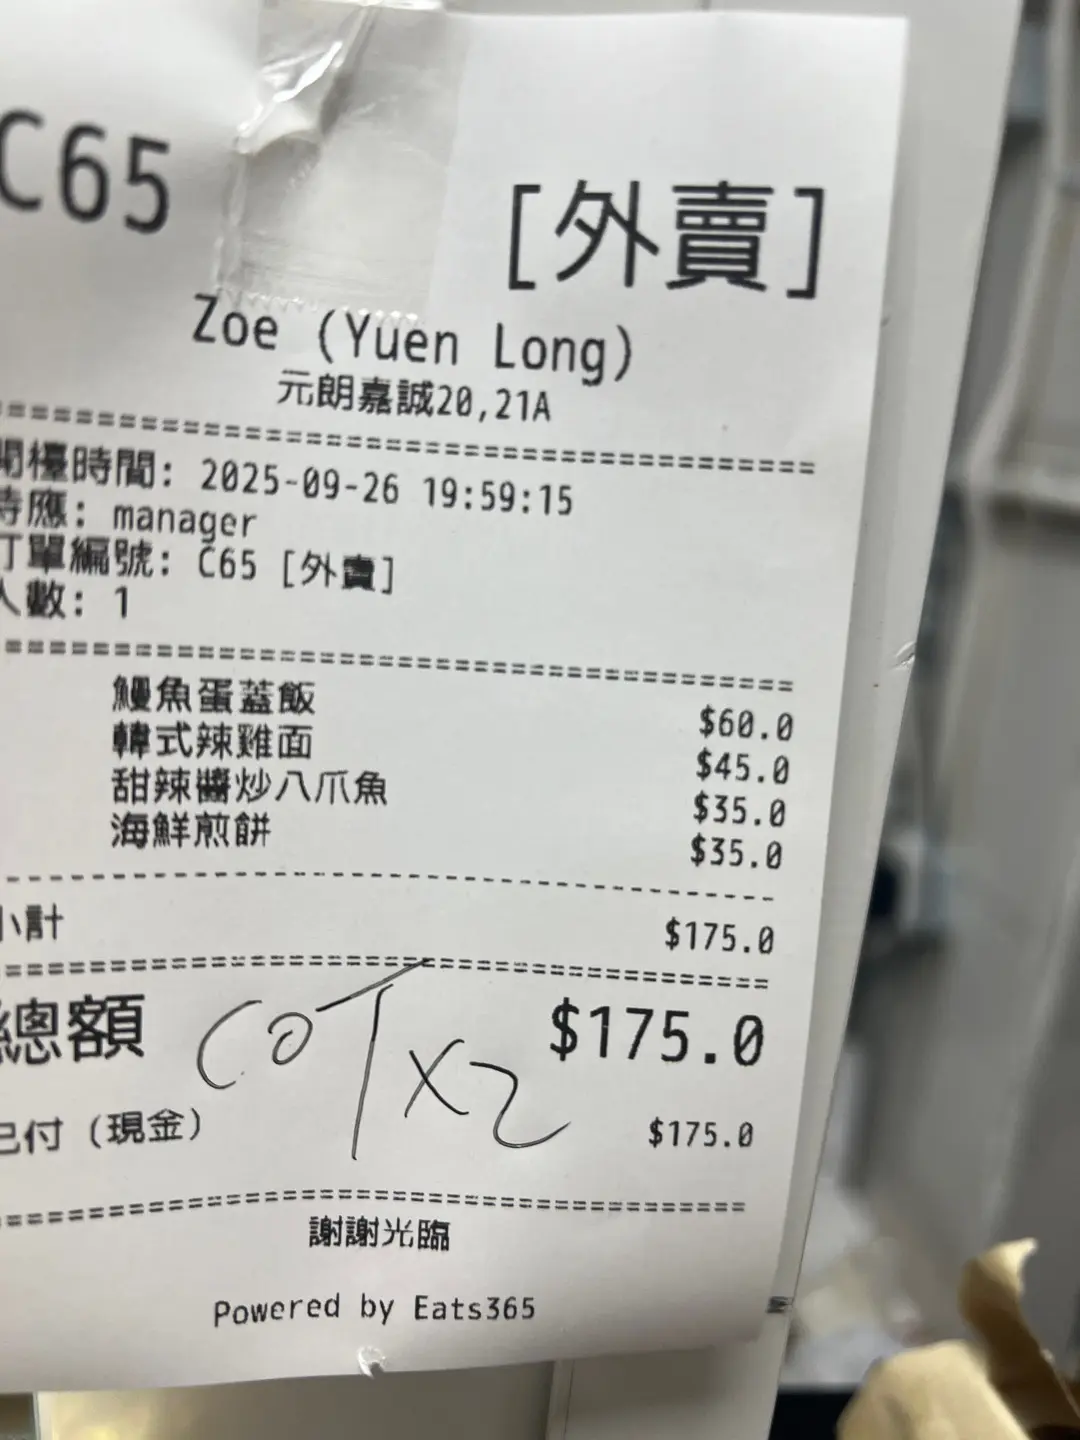 C65
[外賣]
Zoe (Yuen Long)
元朗嘉誠20,21A
開檯時間: 2025-09-26 19:59:15
侍應: manager
訂單編號: C65 [外賣]
人數: 1
鰻魚蛋蓋飯 $60.0
韓式辣雞面 $45.0
甜辣醬炒八爪魚 $35.0
海鮮煎餅 $35.0
小計 $175.0
總額 $175.0
COT X2
已付 (現金) $175.0
謝謝光臨
Powered by Eats365